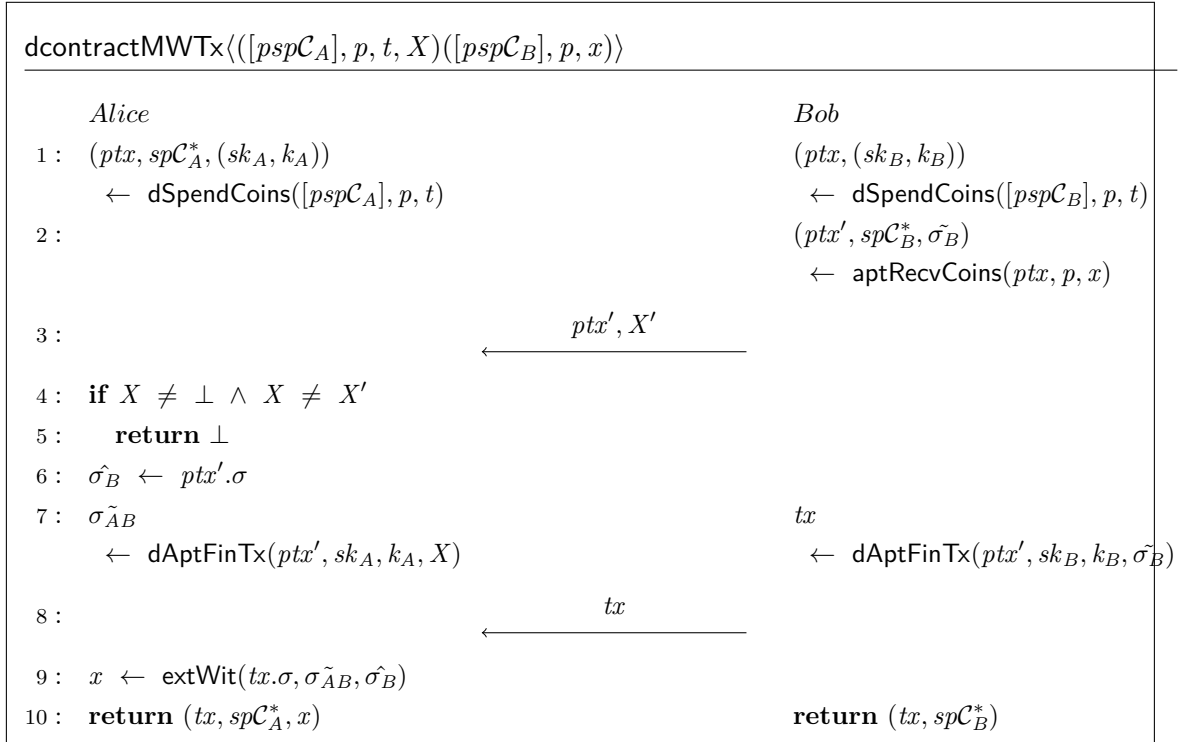 dcontractMWTx⟨([pspC_A], p, t, X)([pspC_B], p, x)⟩
Alice Bob
1 : (ptx, spC*_A, (sk_A, k_A)) (ptx, (sk_B, k_B))
← dSpendCoins([pspC_A], p, t) ← dSpendCoins([pspC_B], p, t)
2 : (ptx′, spC*_B, σ̃_B)
← aptRecvCoins(ptx, p, x)
3 : ptx′, X′
4 : if X ≠ ⊥ ∧ X ≠ X′
5 : return ⊥
6 : σ̂_B ← ptx′.σ
7 : σ̃_AB tx
← dAptFinTx(ptx′, sk_A, k_A, X) ← dAptFinTx(ptx′, sk_B, k_B, σ̃_B)
8 : tx
9 : x ← extWit(tx.σ, σ̃_AB, σ̂_B)
10 : return (tx, spC*_A, x) return (tx, spC*_B)